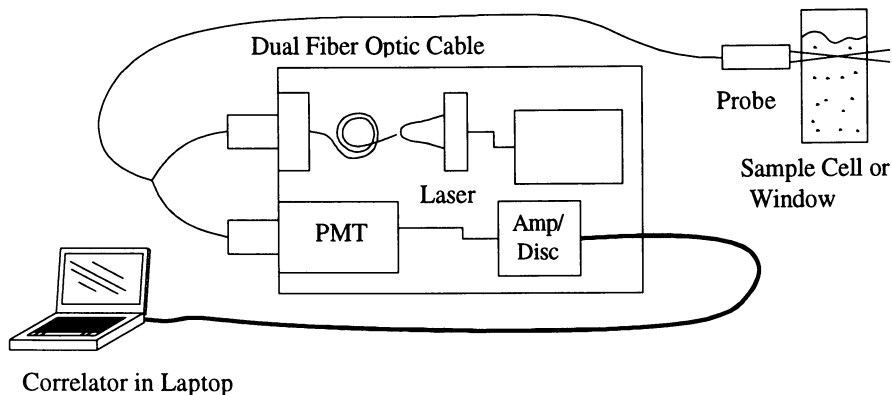 Dual Fiber Optic Cable
Probe
Sample Cell or
Window
Laser
PMT
Amp/
Disc
Correlator in Laptop